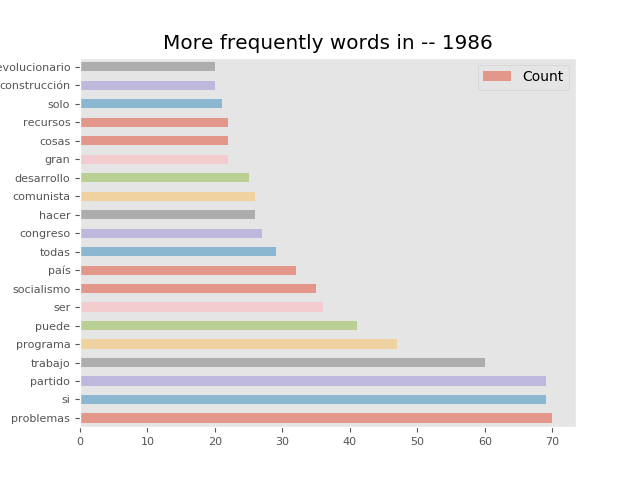 More frequently words in -- 1986
Count
evolucionario
construcción
solo
recursos
cosas
gran
desarrollo
comunista
hacer
congreso
todas
país
socialismo
ser
puede
programa
trabajo
partido
si
problemas
0 10 20 30 40 50 60 70